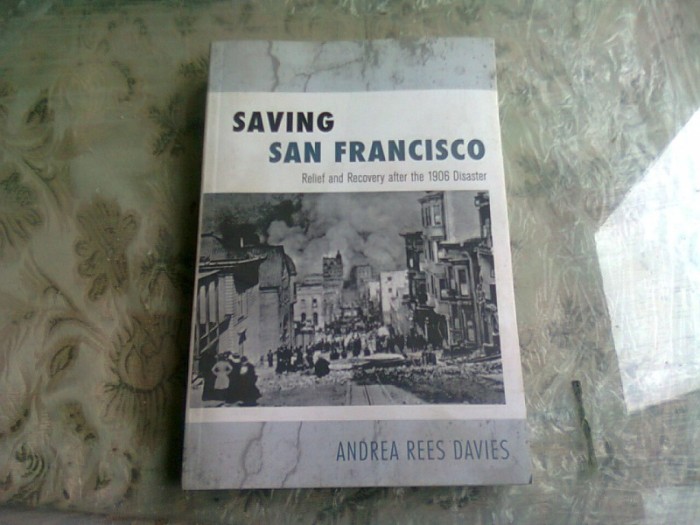 SAVING
SAN FRANCISCO
Relief and Recovery after the 1906 Disaster
ANDREA REES DAVIES